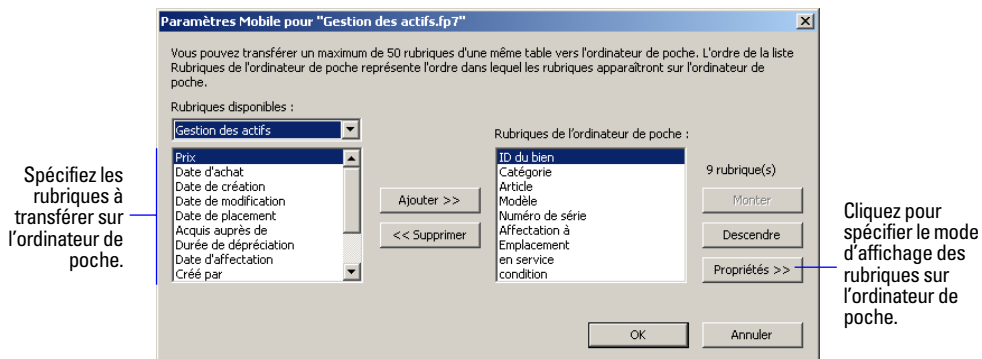 Paramètres Mobile pour "Gestion des actifs.fp7"
Vous pouvez transférer un maximum de 50 rubriques d'une même table vers l'ordinateur de poche. L'ordre de la liste
Rubriques de l'ordinateur de poche représente l'ordre dans lequel les rubriques apparaîtront sur l'ordinateur de
poche.
Rubriques disponibles :
Gestion des actifs
Prix
Date d'achat
Date de création
Date de modification
Date de placement
Acquis auprès de
Durée de dépréciation
Date d'affectation
Créé par
Ajouter >>
<< Supprimer
Rubriques de l'ordinateur de poche :
ID du bien
Catégorie
Article
Modèle
Numéro de série
Affectation à
Emplacement
en service
condition
9 rubrique(s)
Monter
Descendre
Propriétés >>
OK
Annuler
Spécifiez les
rubriques à
transférer sur
l'ordinateur de
poche.
Cliquez pour
spécifier le mode
d'affichage des
rubriques sur
l'ordinateur de
poche.